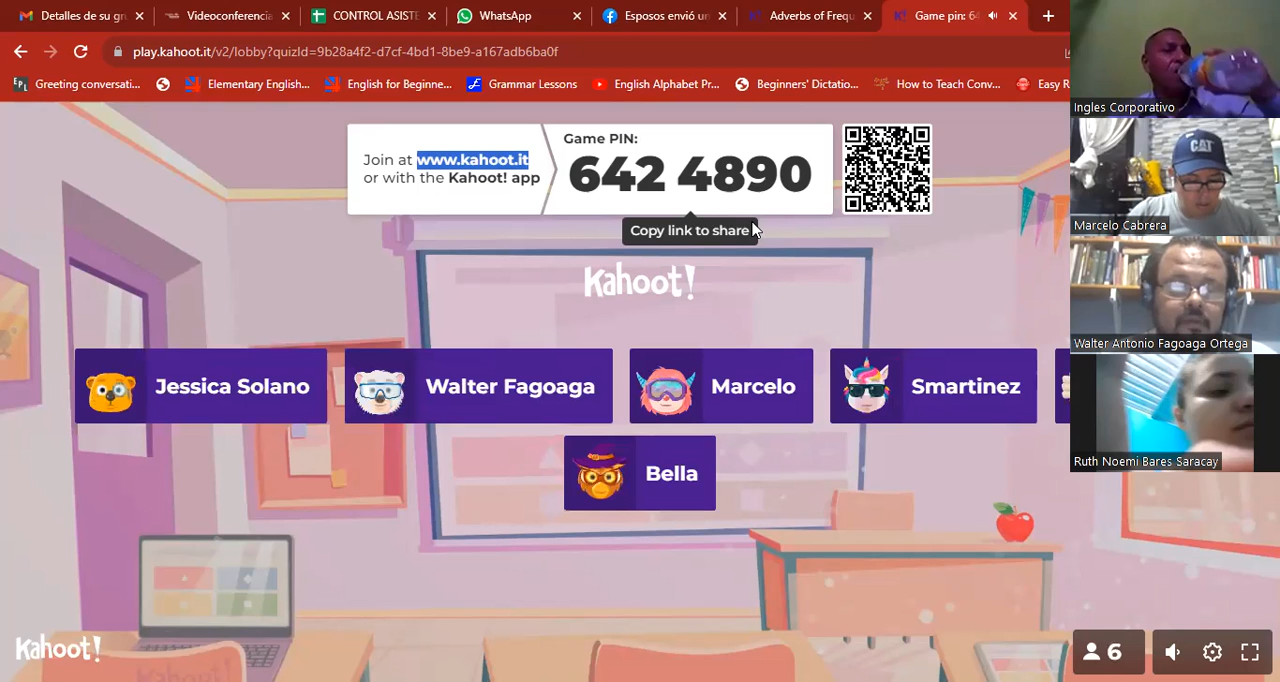 Detalles de su gr
Videoconferencia
CONTROL ASIST
WhatsApp
Esposos envió un
Adverbs of Frequ
Game pin: 64
play.kahoot.it/v2/lobby?quizId=9b28a4f2-d7cf-4bd1-8be9-a167adb6ba0f
Greeting conversati...
Elementary English...
English for Beginne...
Grammar Lessons
English Alphabet Pr...
Beginners' Dictatio...
How to Teach Conv...
Easy R
Join at www.kahoot.it
or with the Kahoot! app
Game PIN:
642 4890
Copy link to share
Kahoot!
Jessica Solano
Walter Fagoaga
Marcelo
Smartinez
Bella
Kahoot!
6
Ingles Corporativo
CAT
Marcelo Cabrera
Walter Antonio Fagoaga Ortega
Ruth Noemi Bares Saracay